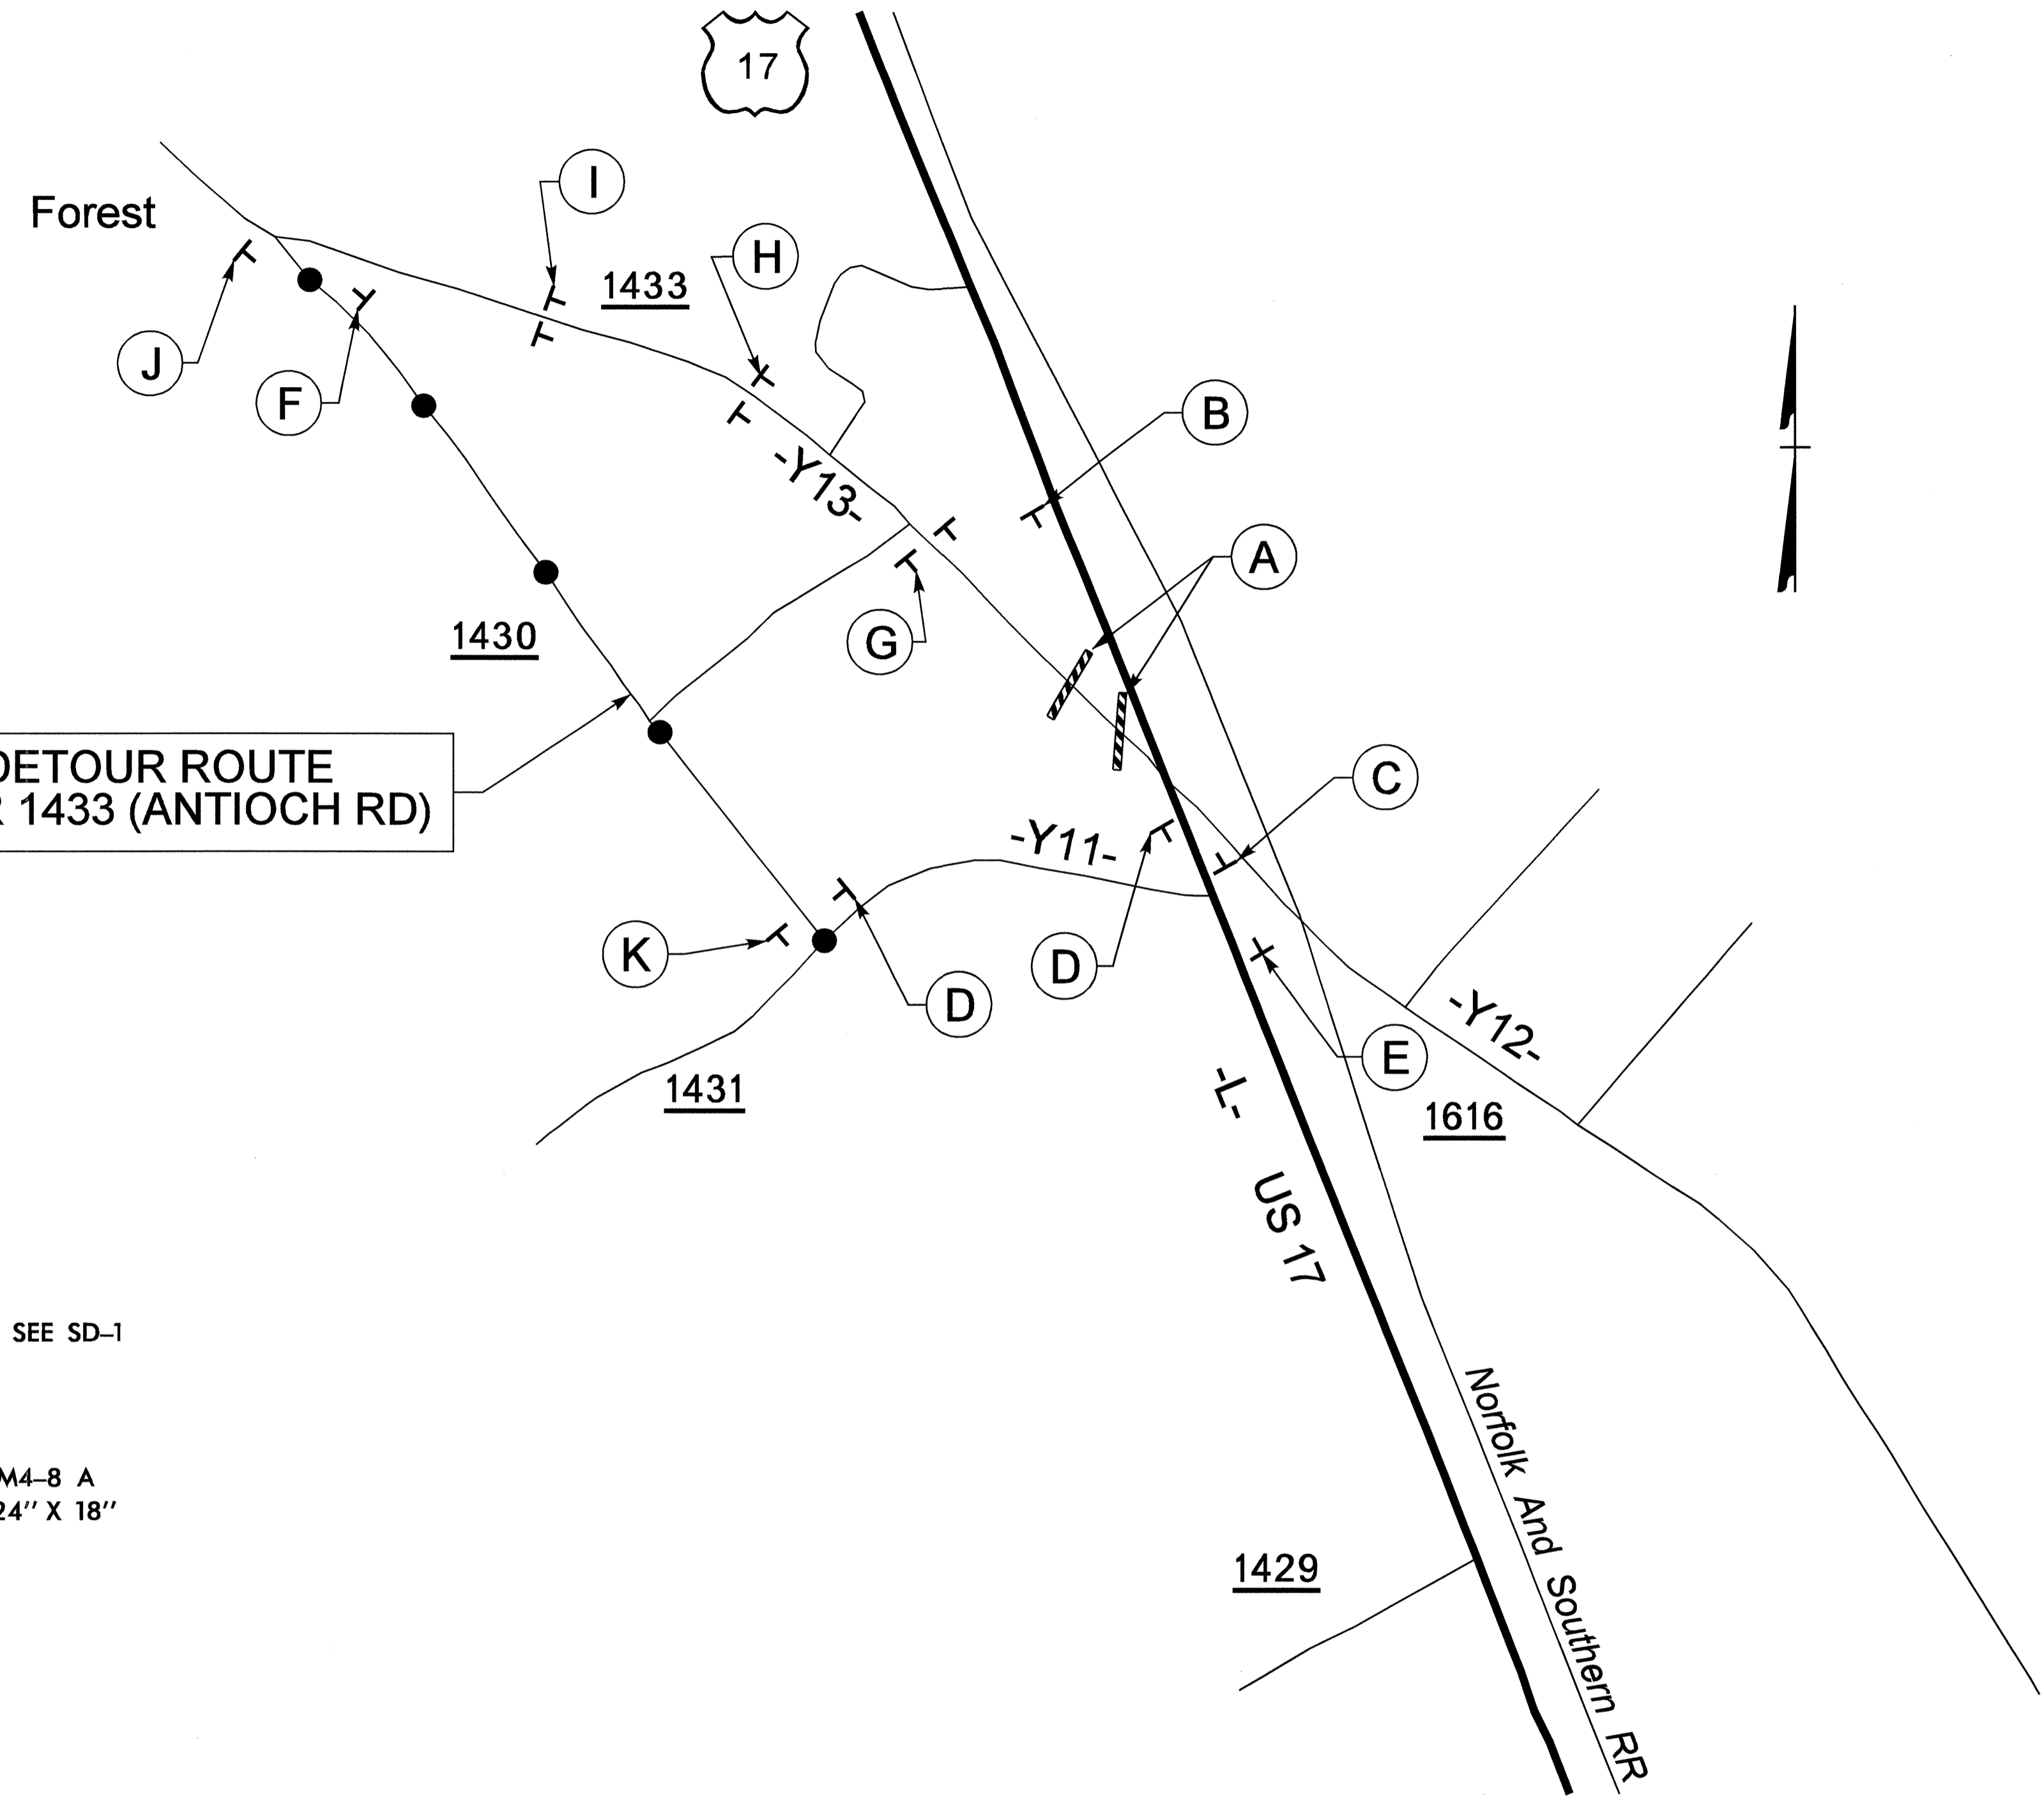 17
I
Forest
H
1433
J
F
B
-Y13-
A
1430
G
DETOUR ROUTE
1433 (ANTIOCH RD)
C
-Y11-
K
D
D
-Y12-
E
1431
-L-
1616
US 17
SEE SD-1
Norfolk And Southern RR
M4-8 A
24" X 18"
1429